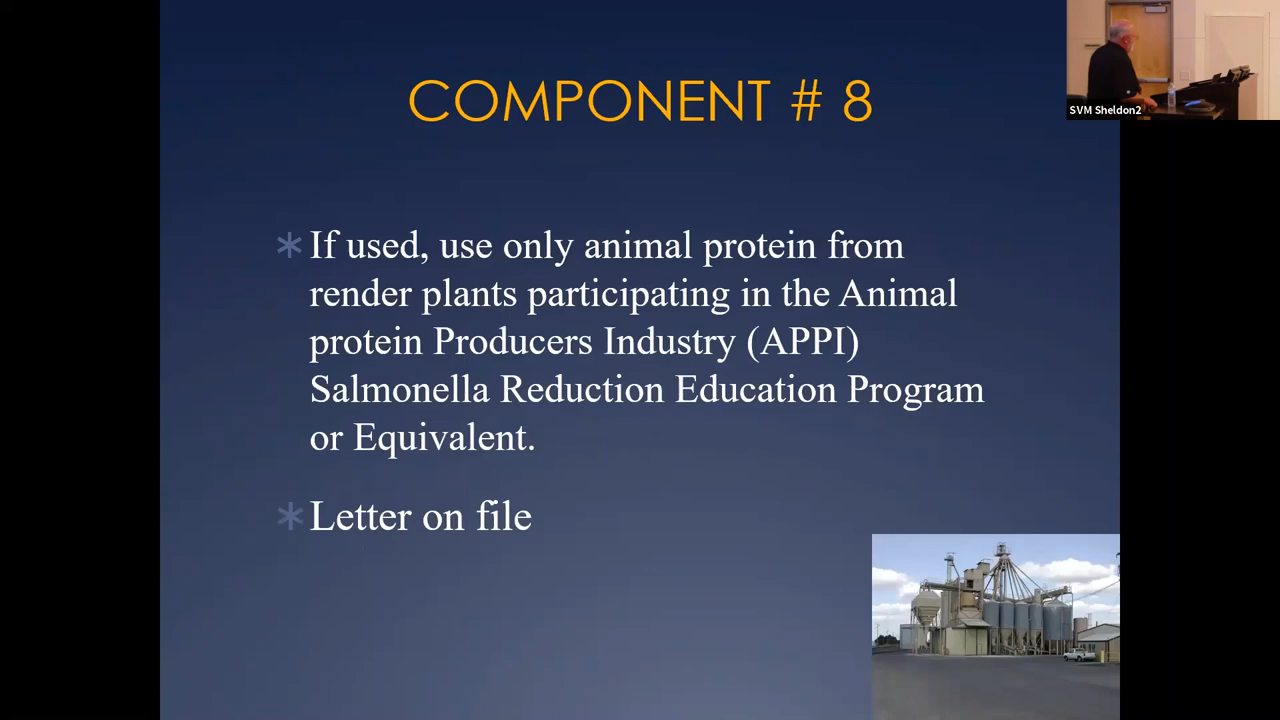 COMPONENT # 8
SVM Sheldon2
If used, use only animal protein from
render plants participating in the Animal
protein Producers Industry (APPI)
Salmonella Reduction Education Program
or Equivalent.
Letter on file